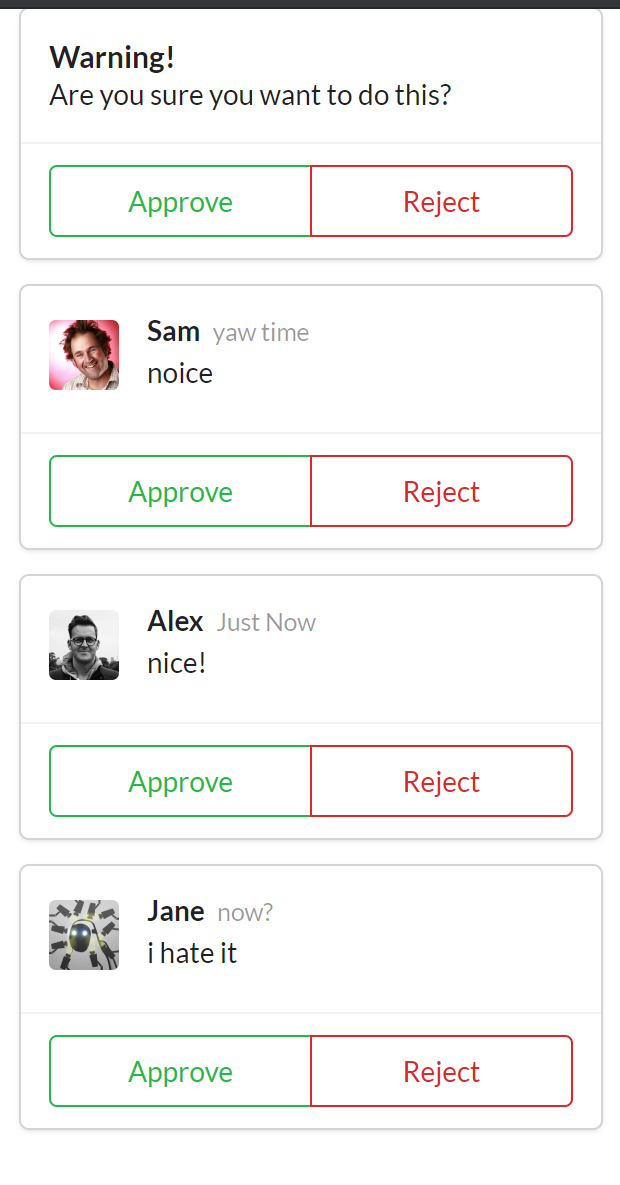 Warning!
Are you sure you want to do this?
Approve Reject
Sam yaw time
noice
Approve Reject
Alex Just Now
nice!
Approve Reject
Jane now?
i hate it
Approve Reject